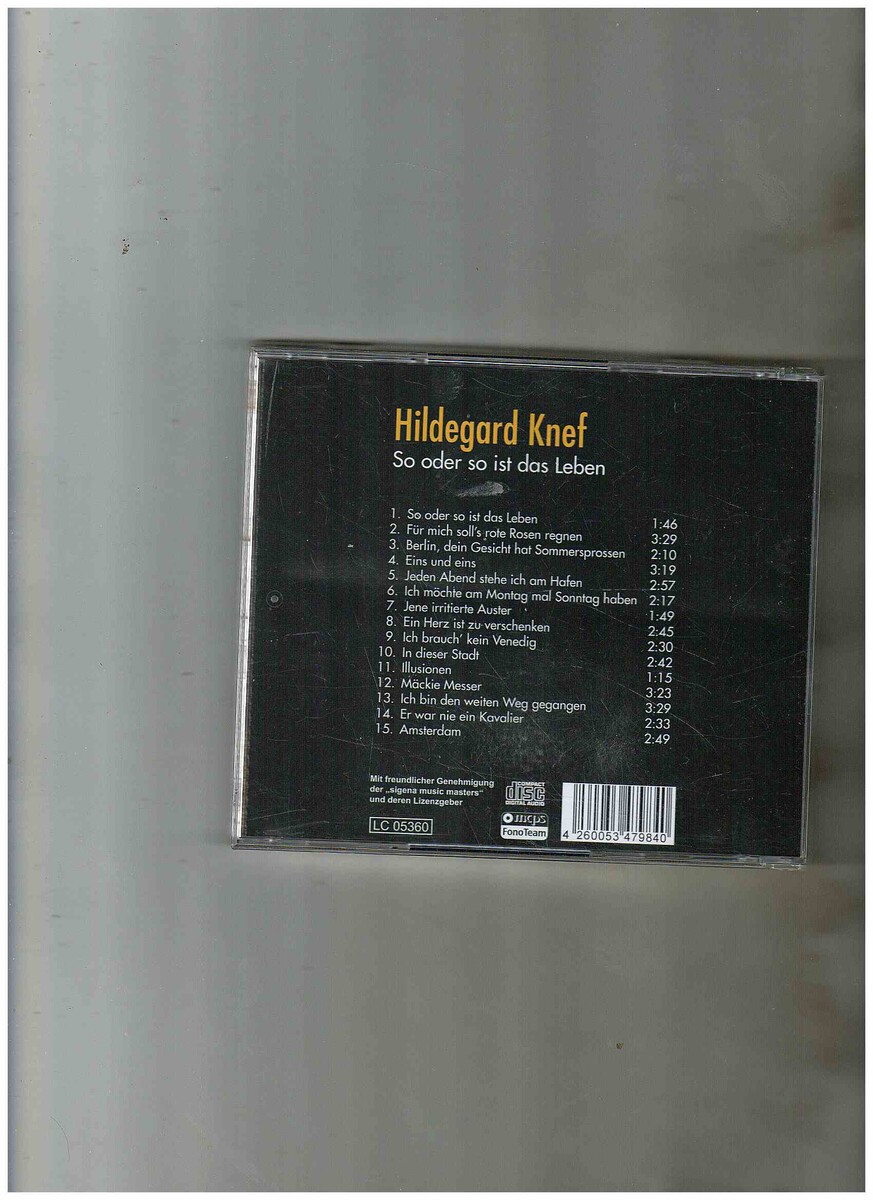 Hildegard Knef
So oder so ist das Leben
1. So oder so ist das Leben 1:46
2. Für mich soll's rote Rosen regnen 3:29
3. Berlin, dein Gesicht hat Sommersprossen 2:10
4. Eins und eins 3:19
5. Jeden Abend stehe ich am Hafen 2:57
6. Ich möchte am Montag mal Sonntag haben 2:17
7. Jene irritierte Auster 1:49
8. Ein Herz ist zu verschenken 2:45
9. Ich brauch' kein Venedig 2:30
10. In dieser Stadt 2:42
11. Illusionen 1:15
12. Mäckie Messer 3:23
13. Ich bin den weiten Weg gegangen 3:29
14. Er war nie ein Kavalier 2:33
15. Amsterdam 2:49
Mit freundlicher Genehmigung
der „sigena music masters"
und deren Lizenzgeber
LC 05360
COMPACT
disc
DIGITAL AUDIO
mcps
FonoTeam
4 260053 479840